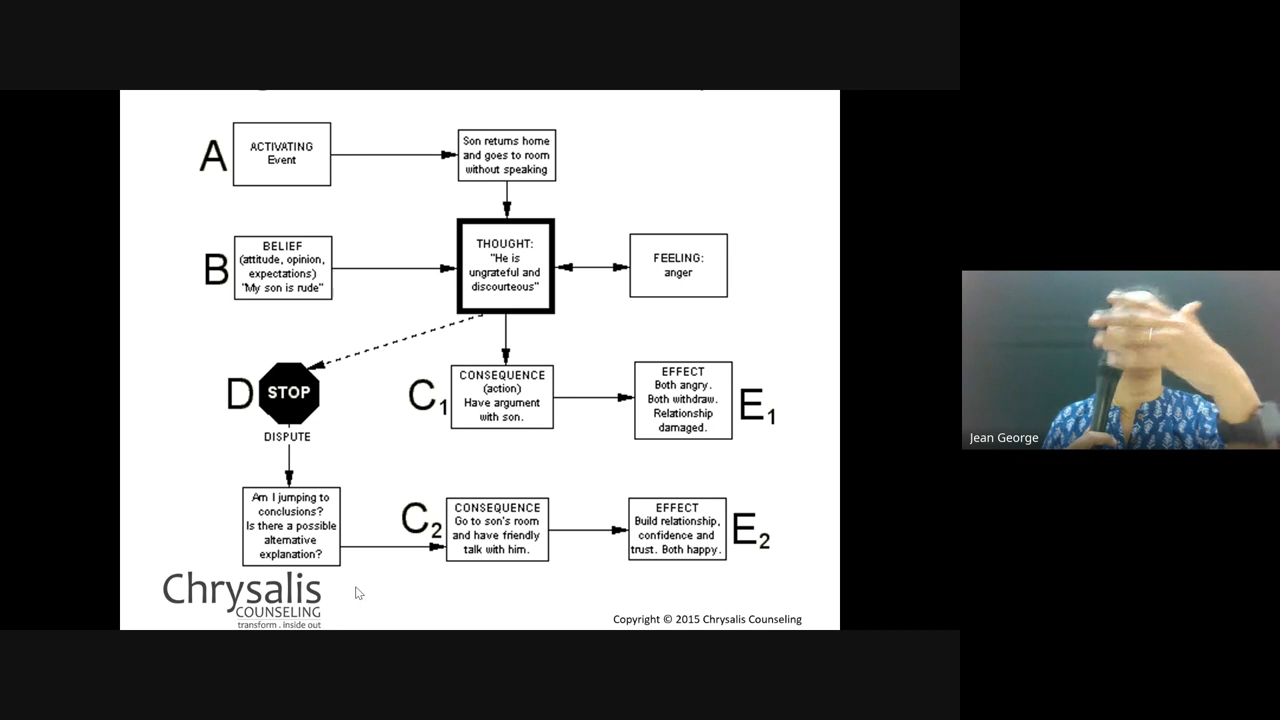 A
ACTIVATING
Event
Son returns home
and goes to room
without speaking
B
BELIEF
(attitude, opinion,
expectations)
"My son is rude"
THOUGHT:
"He is
ungrateful and
discourteous"
FEELING:
anger
D
STOP
DISPUTE
C1
CONSEQUENCE
(action)
Have argument
with son.
EFFECT
Both angry.
Both withdraw.
Relationship
damaged.
E1
Am I jumping to
conclusions?
Is there a possible
alternative
explanation?
C2
CONSEQUENCE
Go to son's room
and have friendly
talk with him.
EFFECT
Build relationship,
confidence and
trust. Both happy.
E2
Chrysalis
COUNSELING
transform . inside out
Copyright © 2015 Chrysalis Counseling
Jean George